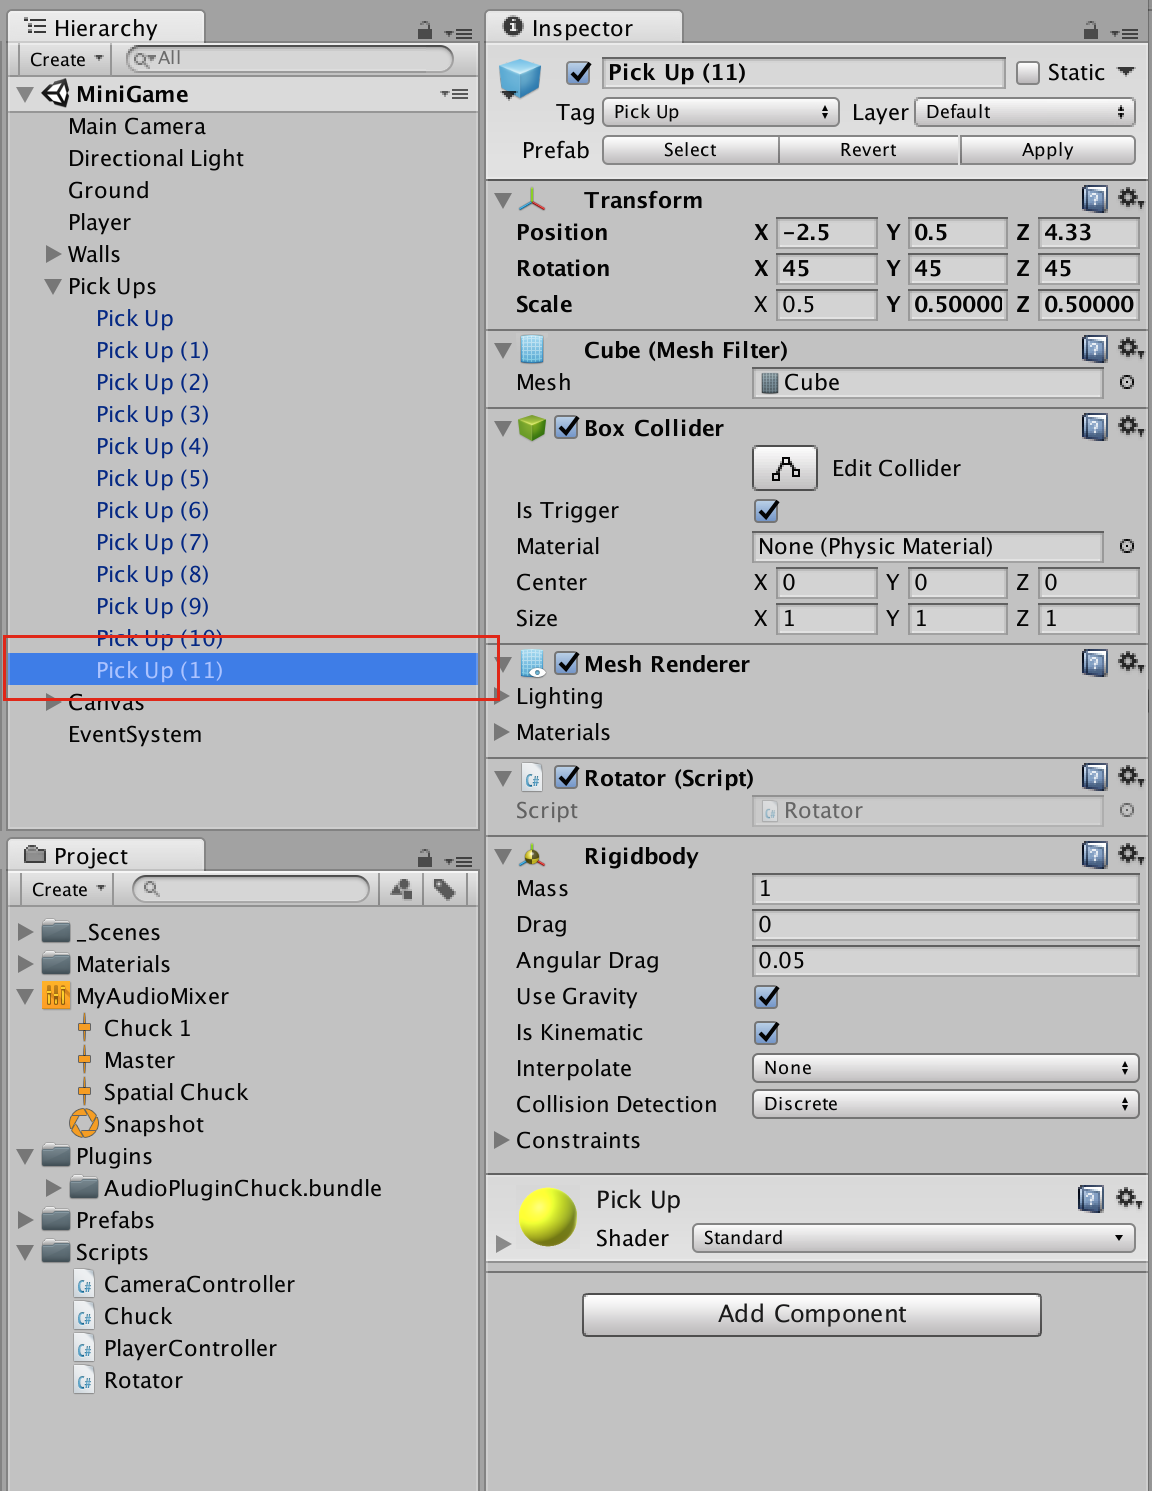 Hierarchy
Create
All
MiniGame
Main Camera
Directional Light
Ground
Player
Walls
Pick Ups
Pick Up
Pick Up (1)
Pick Up (2)
Pick Up (3)
Pick Up (4)
Pick Up (5)
Pick Up (6)
Pick Up (7)
Pick Up (8)
Pick Up (9)
Pick Up (10)
Pick Up (11)
Canvas
EventSystem
Project
Create
_Scenes
Materials
MyAudioMixer
Chuck 1
Master
Spatial Chuck
Snapshot
Plugins
AudioPluginChuck.bundle
Prefabs
Scripts
CameraController
Chuck
PlayerController
Rotator
Inspector
Pick Up (11) Static
Tag Pick Up Layer Default
Prefab Select Revert Apply
Transform
Position X -2.5 Y 0.5 Z 4.33
Rotation X 45 Y 45 Z 45
Scale X 0.5 Y 0.50000 Z 0.50000
Cube (Mesh Filter)
Mesh Cube
Box Collider
Edit Collider
Is Trigger
Material None (Physic Material)
Center X 0 Y 0 Z 0
Size X 1 Y 1 Z 1
Mesh Renderer
Lighting
Materials
C# Rotator (Script)
Script Rotator
Rigidbody
Mass 1
Drag 0
Angular Drag 0.05
Use Gravity
Is Kinematic
Interpolate None
Collision Detection Discrete
Constraints
Pick Up
Shader Standard
Add Component